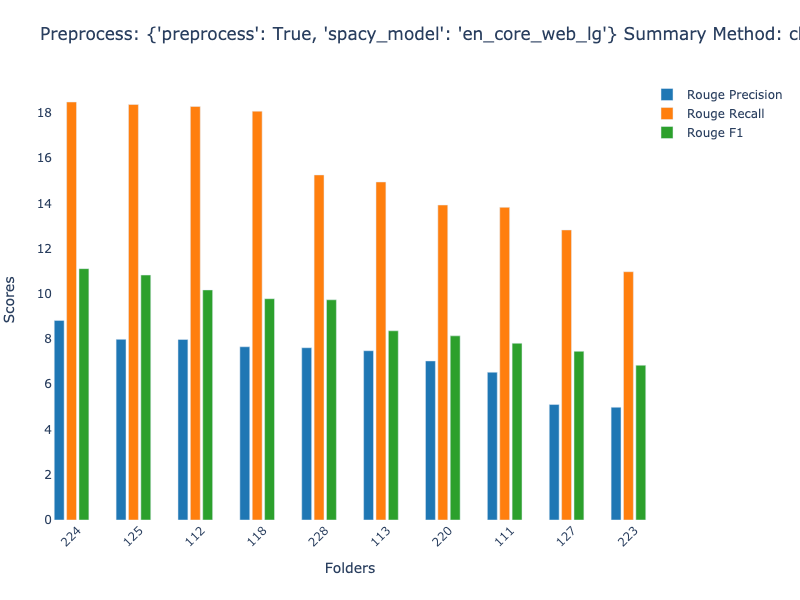 Preprocess: {'preprocess': True, 'spacy_model': 'en_core_web_lg'} Summary Method:
Rouge Precision
Rouge Recall
Rouge F1
18
16
14
12
10
8
6
4
2
0
Scores
224 125 112 118 228 113 220 111 127 223
Folders